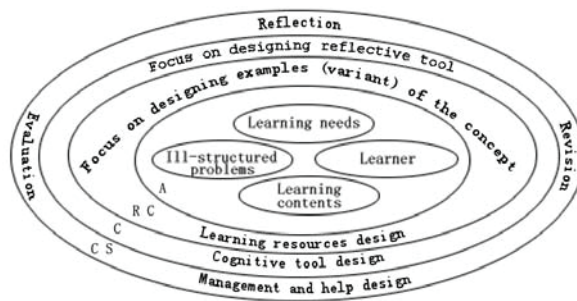 Reflection
Focus on designing reflective tool
Focus on designing examples (variant) of the concept
Evaluation
Revision
Learning needs
Ill-structured
problems
Learner
Learning
contents
A
R C
C
C S
Learning resources design
Cognitive tool design
Management and help design